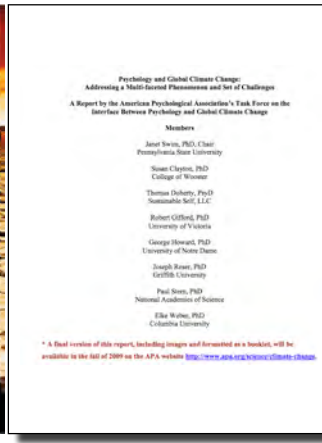 Psychology and Global Climate Change:
Addressing a Multi-faceted Phenomenon and Set of Challenges
A Report by the American Psychological Association's Task Force on the
Interface Between Psychology and Global Climate Change
Members
Janet Swim, PhD, Chair
Pennsylvania State University
Susan Clayton, PhD
College of Wooster
Thomas Doherty, PsyD
Sustainable Self, LLC
Robert Gifford, PhD
University of Victoria
George Howard, PhD
University of Notre Dame
Joseph Reser, PhD
Griffith University
Paul Stern, PhD
National Academies of Science
Elke Weber, PhD
Columbia University
* A final version of this report, including images and formatted as a booklet, will be
available in the fall of 2009 on the APA website http://www.apa.org/science/climate-change.